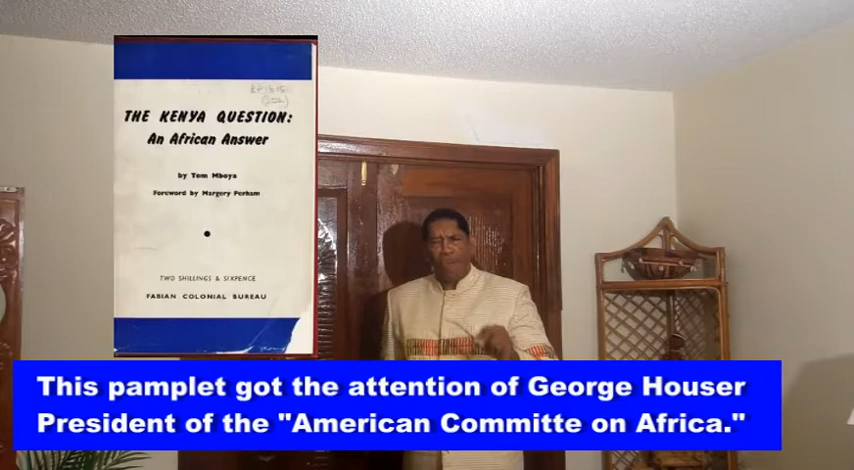 THE KENYA QUESTION:
An African Answer
by Tom Mboya
Foreword by Margery Perham
TWO SHILLINGS & SIXPENCE
FABIAN COLONIAL BUREAU
This pamplet got the attention of George Houser
President of the "American Committe on Africa."